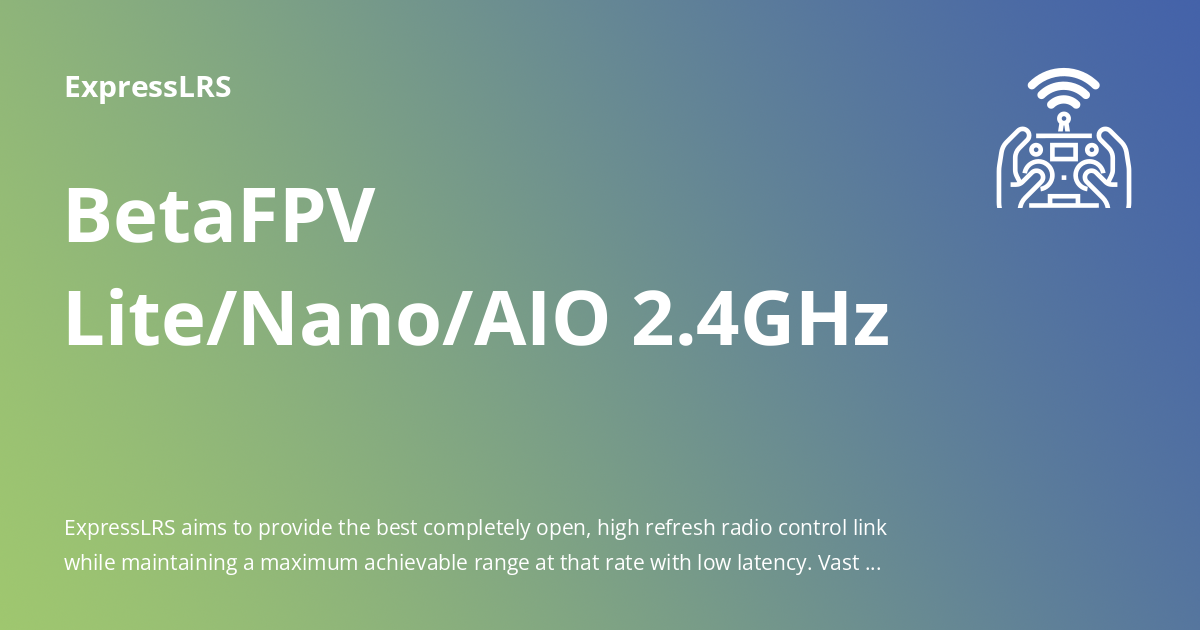 ExpressLRS
BetaFPV
Lite/Nano/AIO 2.4GHz
ExpressLRS aims to provide the best completely open, high refresh radio control link
while maintaining a maximum achievable range at that rate with low latency. Vast ...